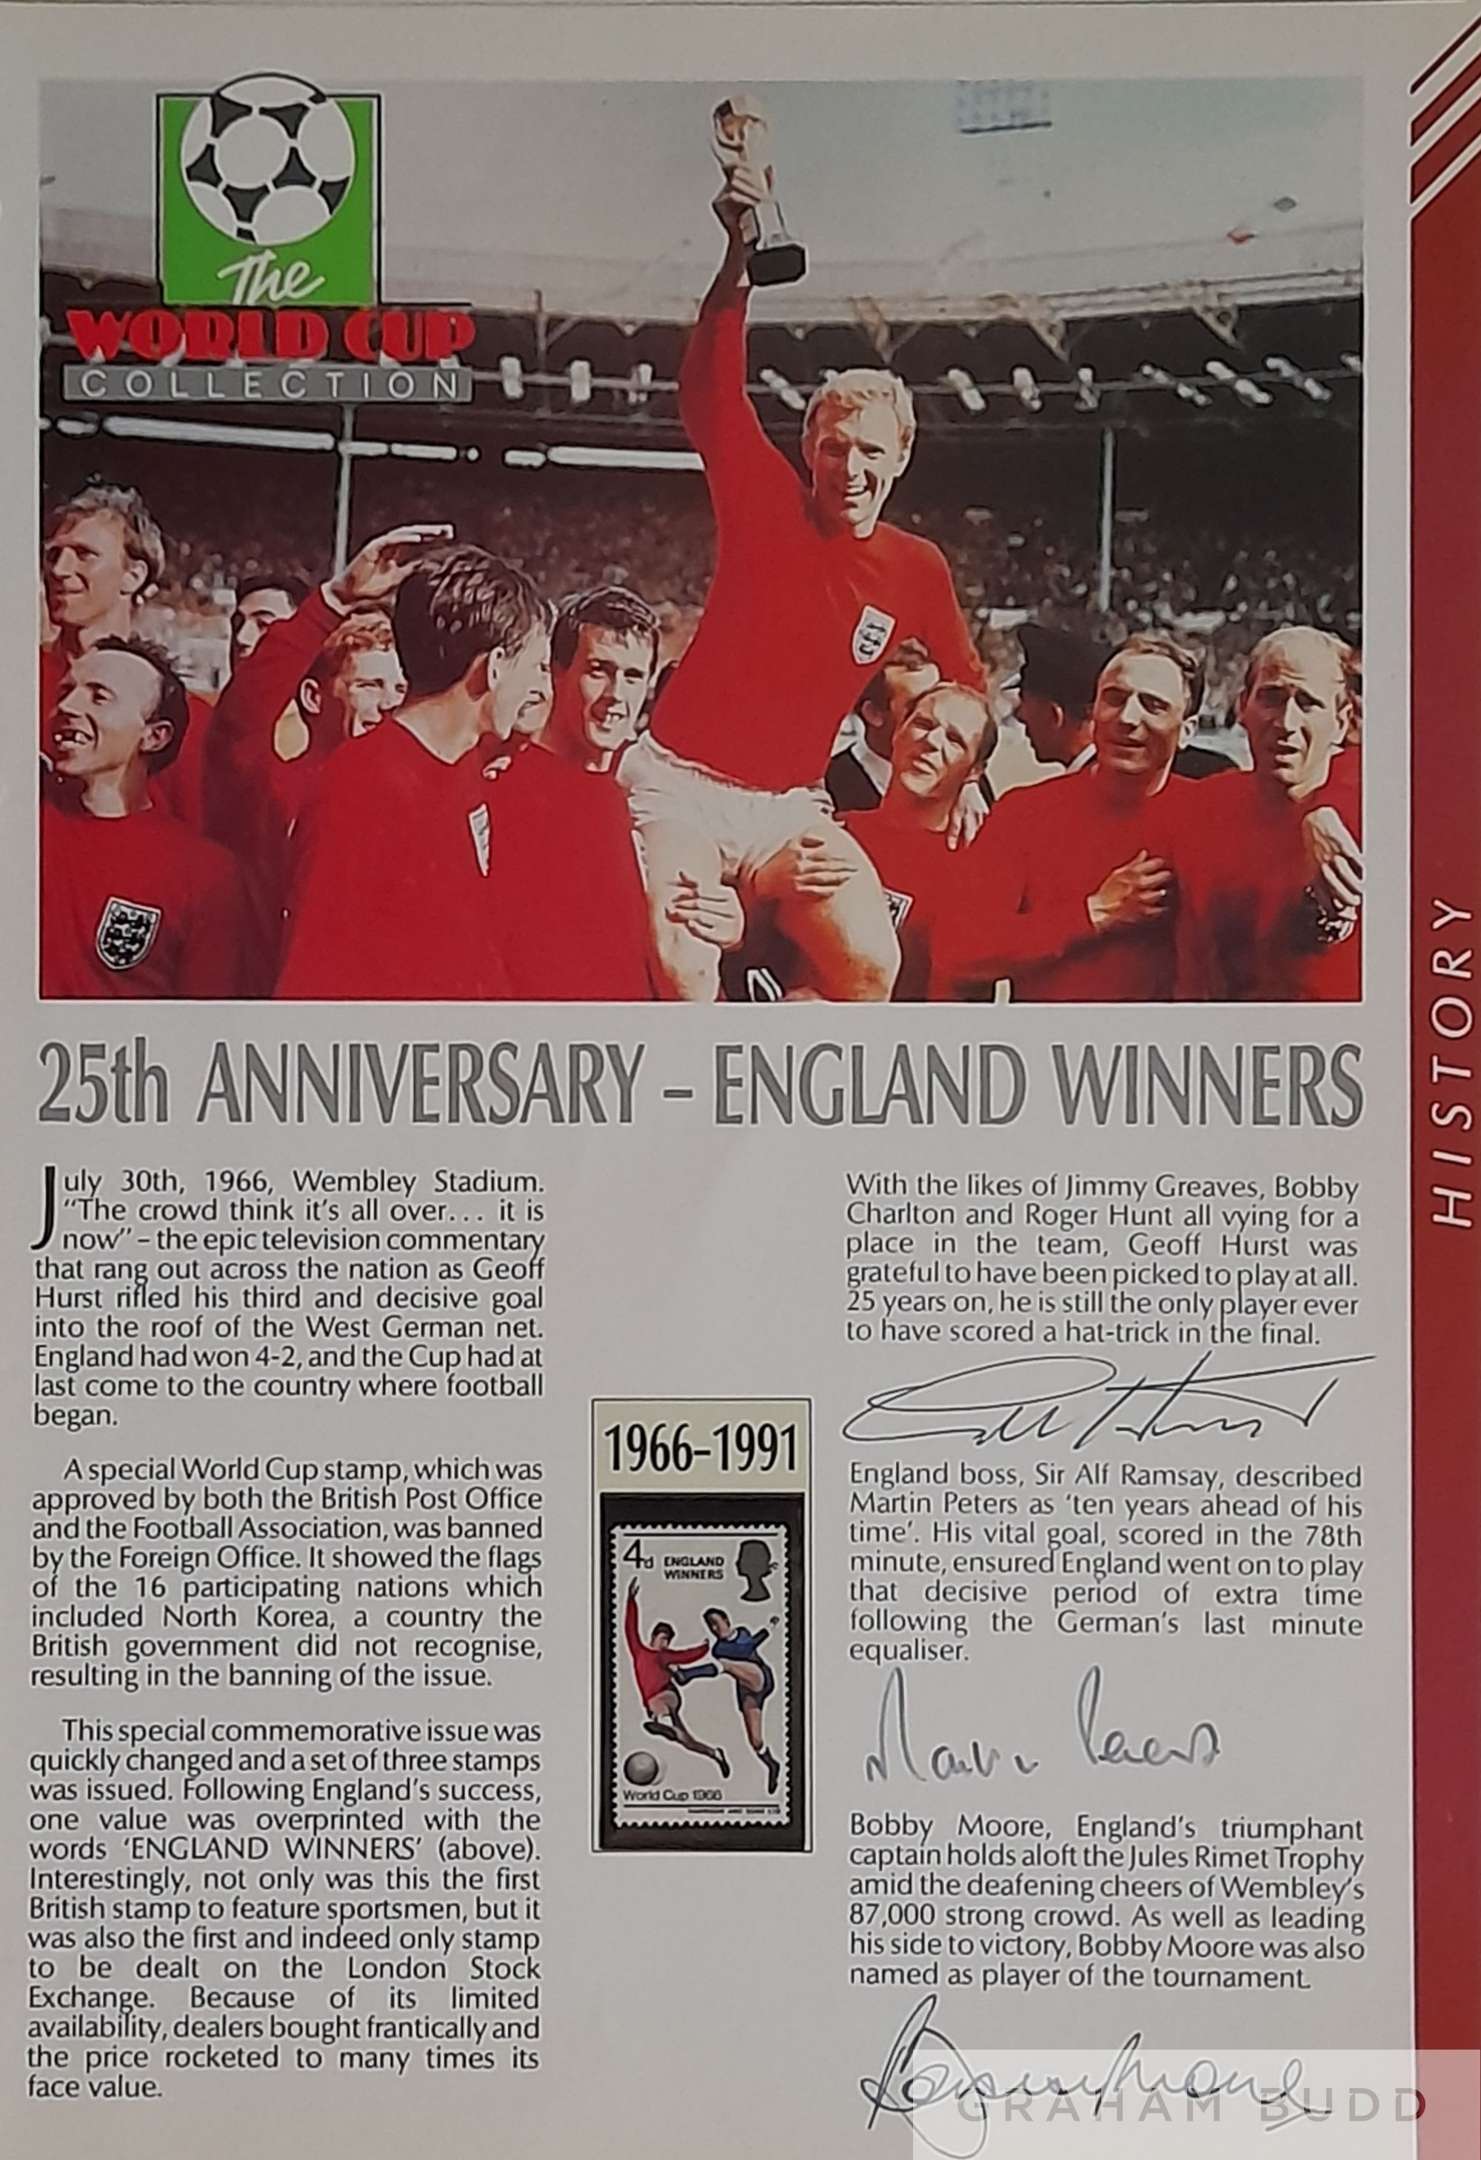 The
WORLD CUP
COLLECTION
25th ANNIVERSARY – ENGLAND WINNERS
July 30th, 1966, Wembley Stadium.
“The crowd think it’s all over... it is
now” – the epic television commentary
that rang out across the nation as Geoff
Hurst rifled his third and decisive goal
into the roof of the West German net.
England had won 4-2, and the Cup had at
last come to the country where football
began.
A special World Cup stamp, which was
approved by both the British Post Office
and the Football Association, was banned
by the Foreign Office. It showed the flags
of the 16 participating nations which
included North Korea, a country the
British government did not recognise,
resulting in the banning of the issue.
This special commemorative issue was
quickly changed and a set of three stamps
was issued. Following England’s success,
one value was overprinted with the
words ‘ENGLAND WINNERS’ (above).
Interestingly, not only was this the first
British stamp to feature sportsmen, but it
was also the first and indeed only stamp
to be dealt on the London Stock
Exchange. Because of its limited
availability, dealers bought frantically and
the price rocketed to many times its
face value.
1966–1991
4d ENGLAND
WINNERS
World Cup 1966
With the likes of Jimmy Greaves, Bobby
Charlton and Roger Hunt all vying for a
place in the team, Geoff Hurst was
grateful to have been picked to play at all.
25 years on, he is still the only player ever
to have scored a hat-trick in the final.
England boss, Sir Alf Ramsay, described
Martin Peters as ‘ten years ahead of his
time’. His vital goal, scored in the 78th
minute, ensured England went on to play
that decisive period of extra time
following the German’s last minute
equaliser.
Martin Peters
Bobby Moore, England’s triumphant
captain holds aloft the Jules Rimet Trophy
amid the deafening cheers of Wembley’s
87,000 strong crowd. As well as leading
his side to victory, Bobby Moore was also
named as player of the tournament.
Bobby Moore
GRAHAM BUDD
HISTORY